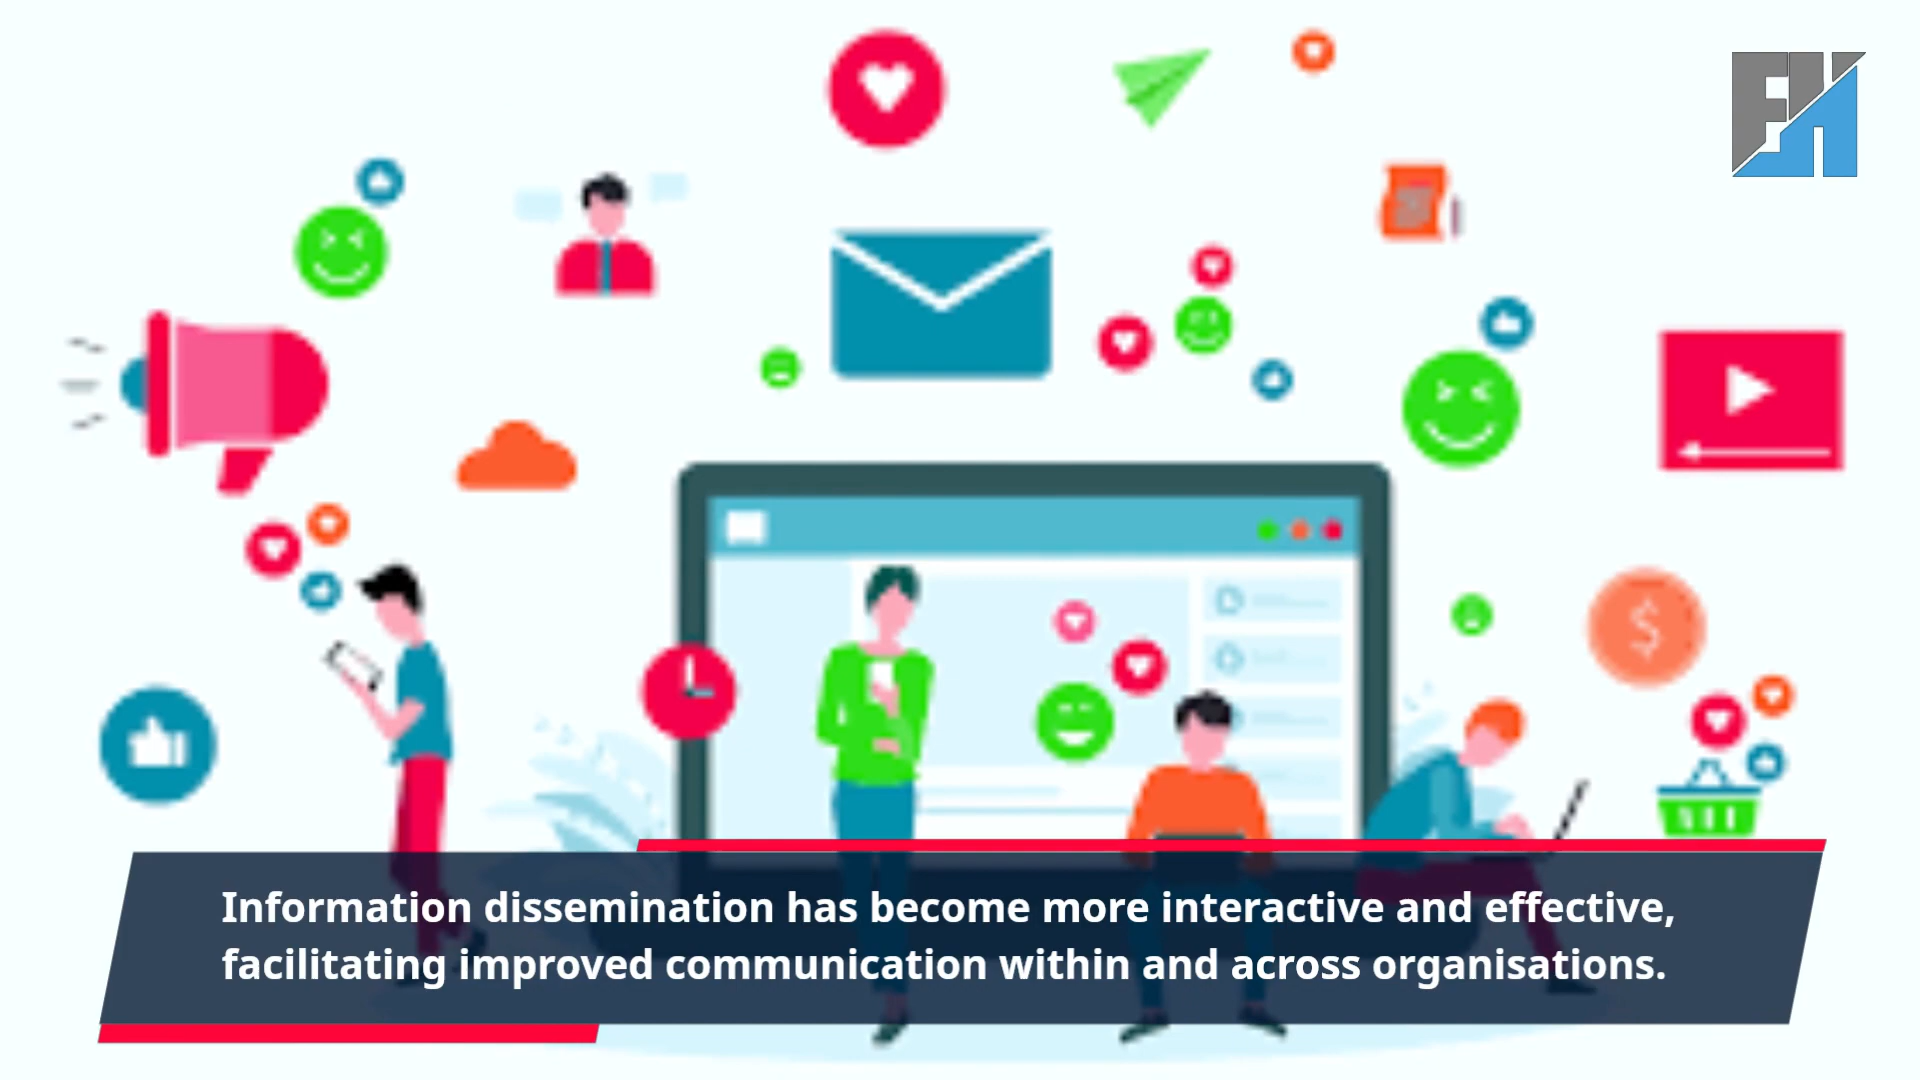 Information dissemination has become more interactive and effective,
facilitating improved communication within and across organisations.